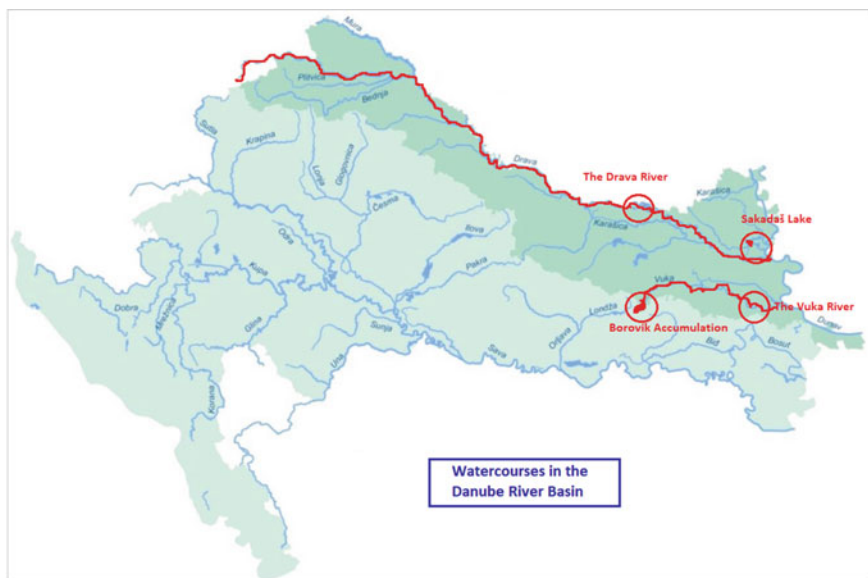 Mura
Plitvica
Bednja
Sutla
Krapina
Lonja
Glogovnica
Drava
The Drava River
Karašica
Sakadaš Lake
Česma
Ilova
Karašica
Odra
Pakra
Vuka
Kupa
Londža
The Vuka River
Dobra
Mrežnica
Glina
Sunja
Orljava
Borovik Accumulation
Dunav
Una
Sava
Bid
Bosut
Korana
Watercourses in the
Danube River Basin